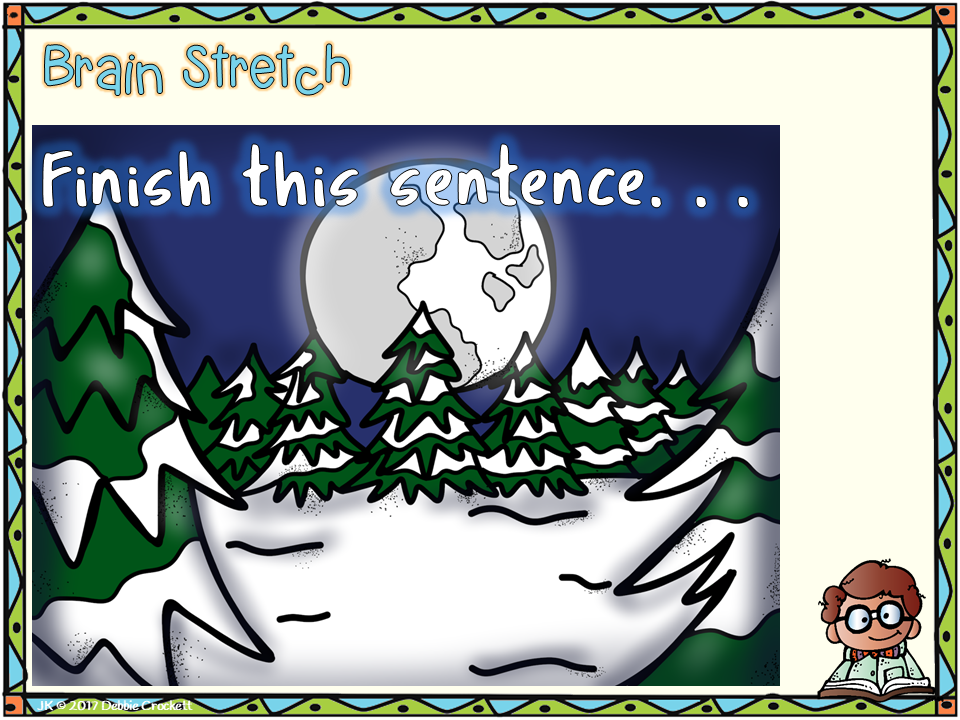 Brain Stretch
Finish this sentence. . .
JK © 2017 Debbie Crockett